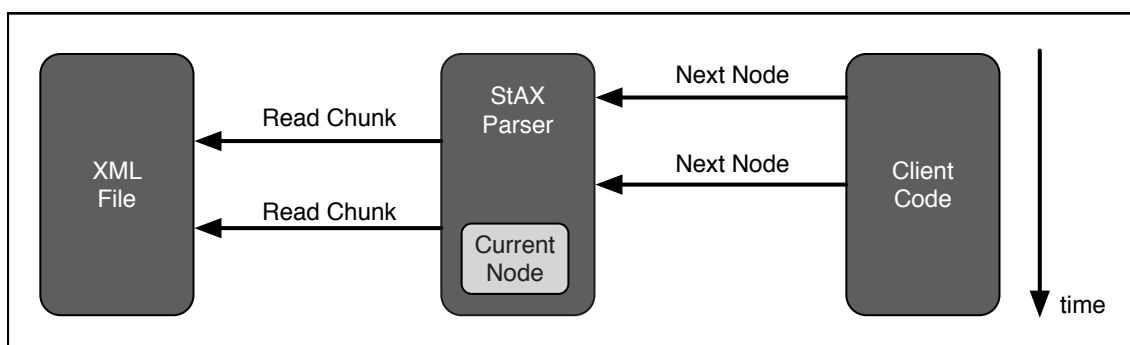 XML
File
Read Chunk
Read Chunk
StAX
Parser
Current
Node
Next Node
Next Node
Client
Code
time